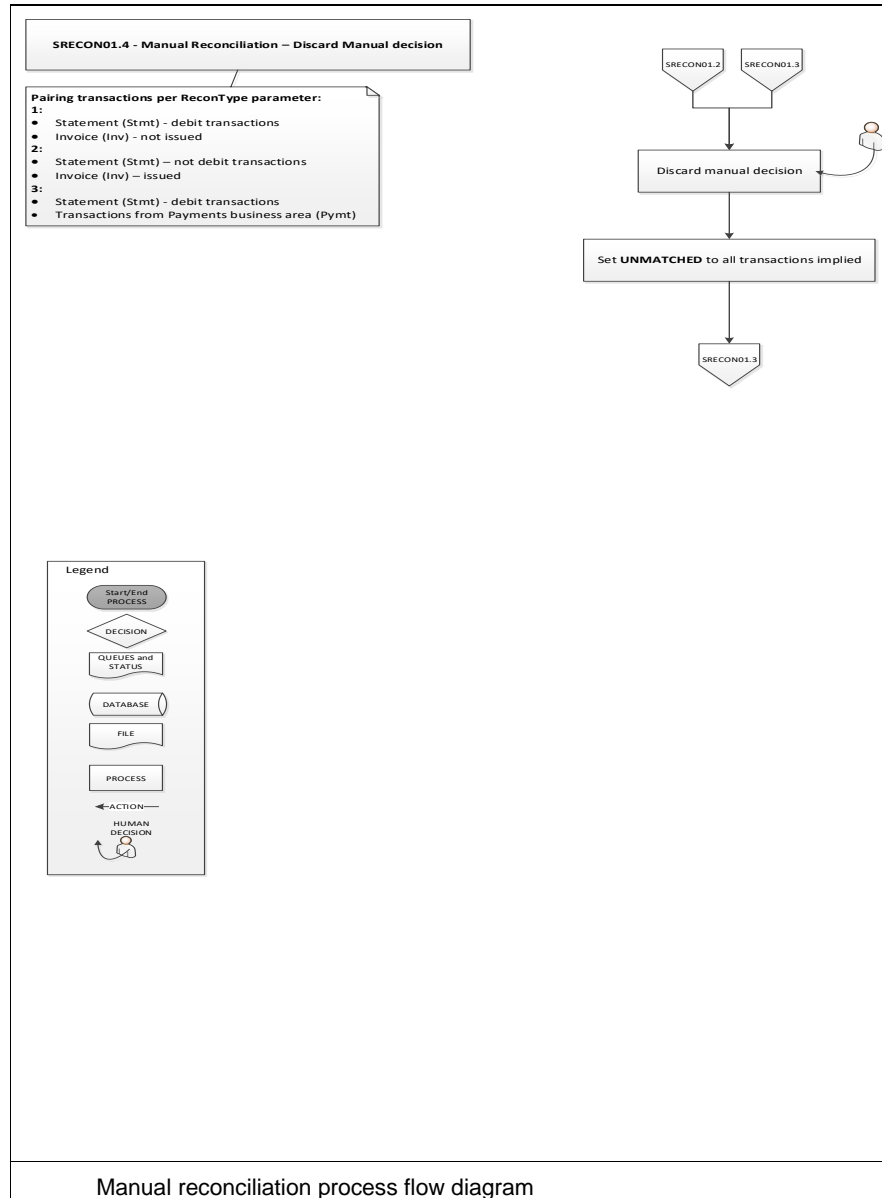 SRECON01.4 - Manual Reconciliation – Discard Manual decision
Pairing transactions per ReconType parameter:
1:
• Statement (Stmt) - debit transactions
• Invoice (Inv) - not issued
2:
• Statement (Stmt) – not debit transactions
• Invoice (Inv) – issued
3:
• Statement (Stmt) - debit transactions
• Transactions from Payments business area (Pymt)
SRECON01.2
SRECON01.3
Discard manual decision
Set UNMATCHED to all transactions implied
SRECON01.3
Legend
Start/End
PROCESS
DECISION
QUEUES and
STATUS
DATABASE
FILE
PROCESS
ACTION
HUMAN
DECISION
Manual reconciliation process flow diagram